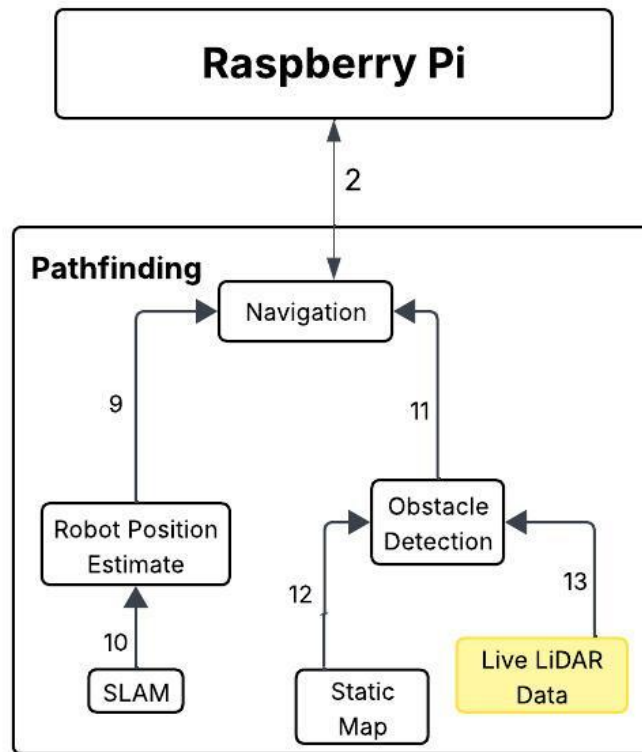 Raspberry Pi
2
Pathfinding
Navigation
9
11
Robot Position
Estimate
Obstacle
Detection
12
13
10
SLAM
Static
Map
Live LiDAR
Data